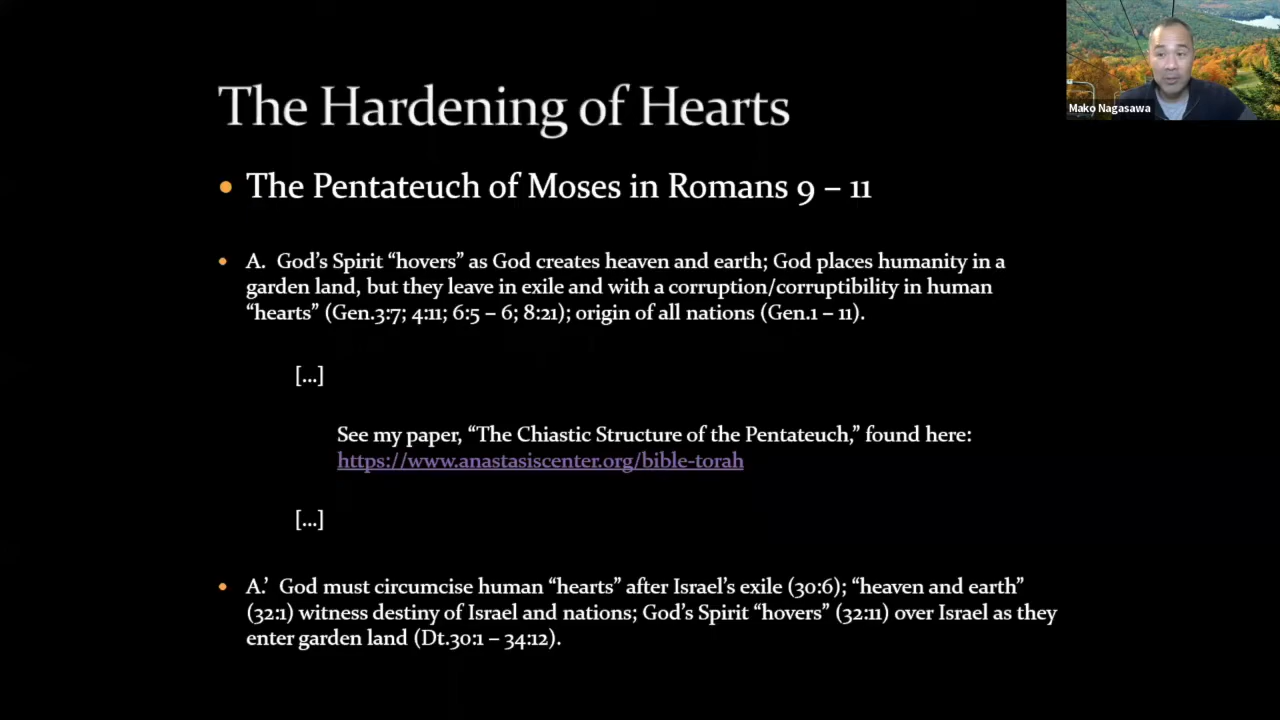 Mako Nagasawa
The Hardening of Hearts
• The Pentateuch of Moses in Romans 9 – 11
• A. God’s Spirit “hovers” as God creates heaven and earth; God places humanity in a
garden land, but they leave in exile and with a corruption/corruptibility in human
“hearts” (Gen.3:7; 4:11; 6:5 – 6; 8:21); origin of all nations (Gen.1 – 11).
[...]
See my paper, “The Chiastic Structure of the Pentateuch,” found here:
https://www.anastasiscenter.org/bible-torah
[...]
• A.’ God must circumcise human “hearts” after Israel’s exile (30:6); “heaven and earth”
(32:1) witness destiny of Israel and nations; God’s Spirit “hovers” (32:11) over Israel as they
enter garden land (Dt.30:1 – 34:12).